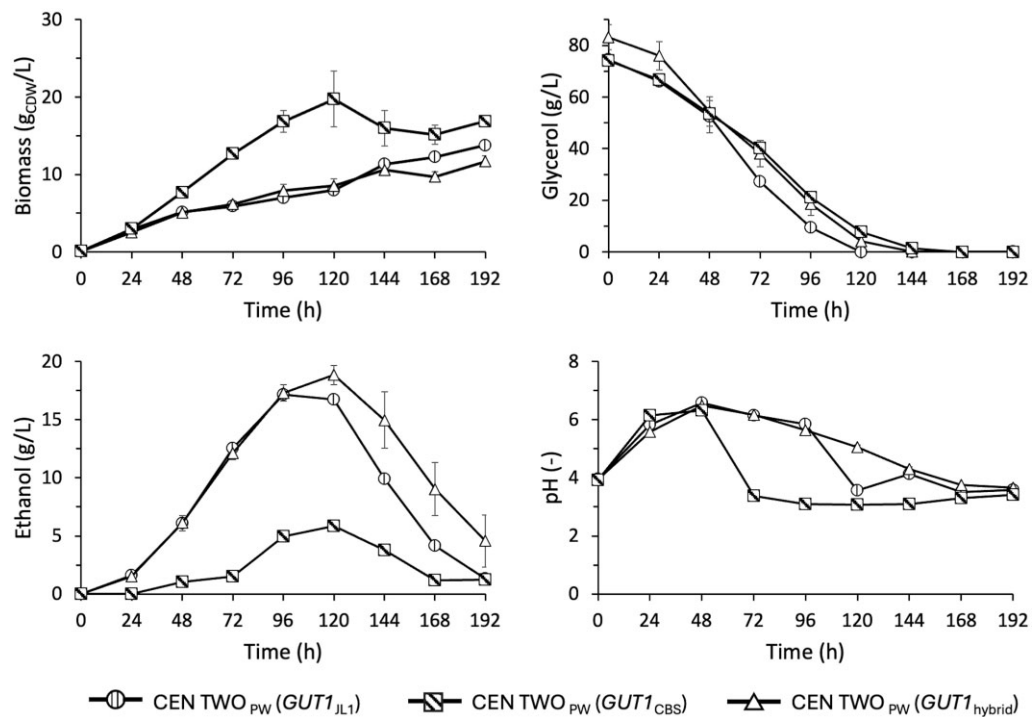 Biomass (gCDW/L)
30
20
10
0
0 24 48 72 96 120 144 168 192
Time (h)
Glycerol (g/L)
80
60
40
20
0
0 24 48 72 96 120 144 168 192
Time (h)
Ethanol (g/L)
20
15
10
5
0
0 24 48 72 96 120 144 168 192
Time (h)
pH (-)
8
6
4
2
0
0 24 48 72 96 120 144 168 192
Time (h)
CEN TWO PW (GUT1JL1) CEN TWO PW (GUT1CBS) CEN TWO PW (GUT1hybrid)